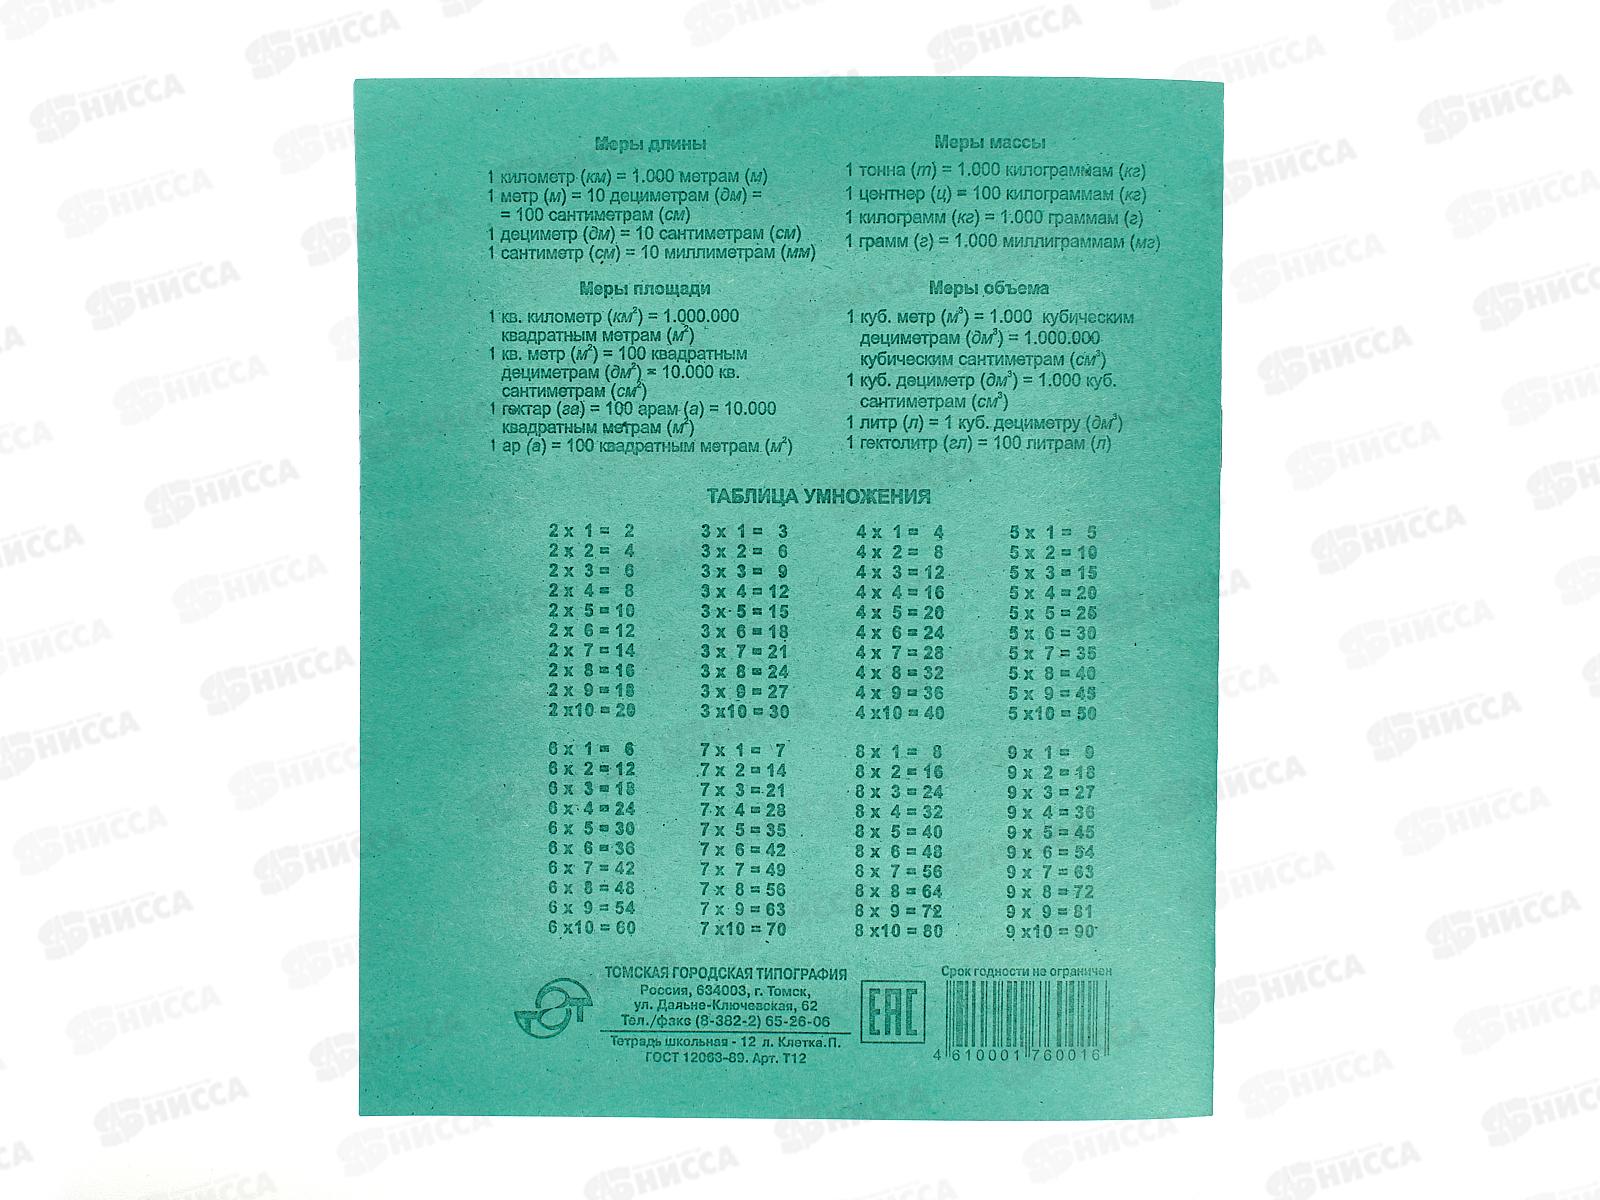 Меры длины
1 километр (км) = 1.000 метрам (м)
1 метр (м) = 10 дециметрам (дм) =
= 100 сантиметрам (см)
1 дециметр (дм) = 10 сантиметрам (см)
1 сантиметр (см) = 10 миллиметрам (мм)
Меры массы
1 тонна (т) = 1.000 килограммам (кг)
1 центнер (ц) = 100 килограммам (кг)
1 килограмм (кг) = 1.000 граммам (г)
1 грамм (г) = 1.000 миллиграммам (мг)
Меры площади
1 кв. километр (км²) = 1.000.000
квадратным метрам (м²)
1 кв. метр (м²) = 100 квадратным
дециметрам (дм²) = 10.000 кв.
сантиметрам (см²)
1 гектар (га) = 100 арам (а) = 10.000
квадратным метрам (м²)
1 ар (а) = 100 квадратным метрам (м²)
Меры объема
1 куб. метр (м³) = 1.000 кубическим
дециметрам (дм³) = 1.000.000
кубическим сантиметрам (см³)
1 куб. дециметр (дм³) = 1.000 куб.
сантиметрам (см³)
1 литр (л) = 1 куб. дециметру (дм³)
1 гектолитр (гл) = 100 литрам (л)
ТАБЛИЦА УМНОЖЕНИЯ
2 x 1 = 2 3 x 1 = 3 4 x 1 = 4 5 x 1 = 5
2 x 2 = 4 3 x 2 = 6 4 x 2 = 8 5 x 2 = 10
2 x 3 = 6 3 x 3 = 9 4 x 3 = 12 5 x 3 = 15
2 x 4 = 8 3 x 4 = 12 4 x 4 = 16 5 x 4 = 20
2 x 5 = 10 3 x 5 = 15 4 x 5 = 20 5 x 5 = 25
2 x 6 = 12 3 x 6 = 18 4 x 6 = 24 5 x 6 = 30
2 x 7 = 14 3 x 7 = 21 4 x 7 = 28 5 x 7 = 35
2 x 8 = 16 3 x 8 = 24 4 x 8 = 32 5 x 8 = 40
2 x 9 = 18 3 x 9 = 27 4 x 9 = 36 5 x 9 = 45
2 x10 = 20 3 x10 = 30 4 x10 = 40 5 x10 = 50
6 x 1 = 6 7 x 1 = 7 8 x 1 = 8 9 x 1 = 9
6 x 2 = 12 7 x 2 = 14 8 x 2 = 16 9 x 2 = 18
6 x 3 = 18 7 x 3 = 21 8 x 3 = 24 9 x 3 = 27
6 x 4 = 24 7 x 4 = 28 8 x 4 = 32 9 x 4 = 36
6 x 5 = 30 7 x 5 = 35 8 x 5 = 40 9 x 5 = 45
6 x 6 = 36 7 x 6 = 42 8 x 6 = 48 9 x 6 = 54
6 x 7 = 42 7 x 7 = 49 8 x 7 = 56 9 x 7 = 63
6 x 8 = 48 7 x 8 = 56 8 x 8 = 64 9 x 8 = 72
6 x 9 = 54 7 x 9 = 63 8 x 9 = 72 9 x 9 = 81
6 x10 = 60 7 x10 = 70 8 x10 = 80 9 x10 = 90
ТОМСКАЯ ГОРОДСКАЯ ТИПОГРАФИЯ
Россия, 634003, г. Томск,
ул. Дальне-Ключевская, 62
Тел./факс (8-382-2) 65-26-06
Тетрадь школьная - 12 л. Клетка.П.
ГОСТ 12063-89. Арт. Т12
ЕАС
Срок годности не ограничен
4 610001 760016
НИССА